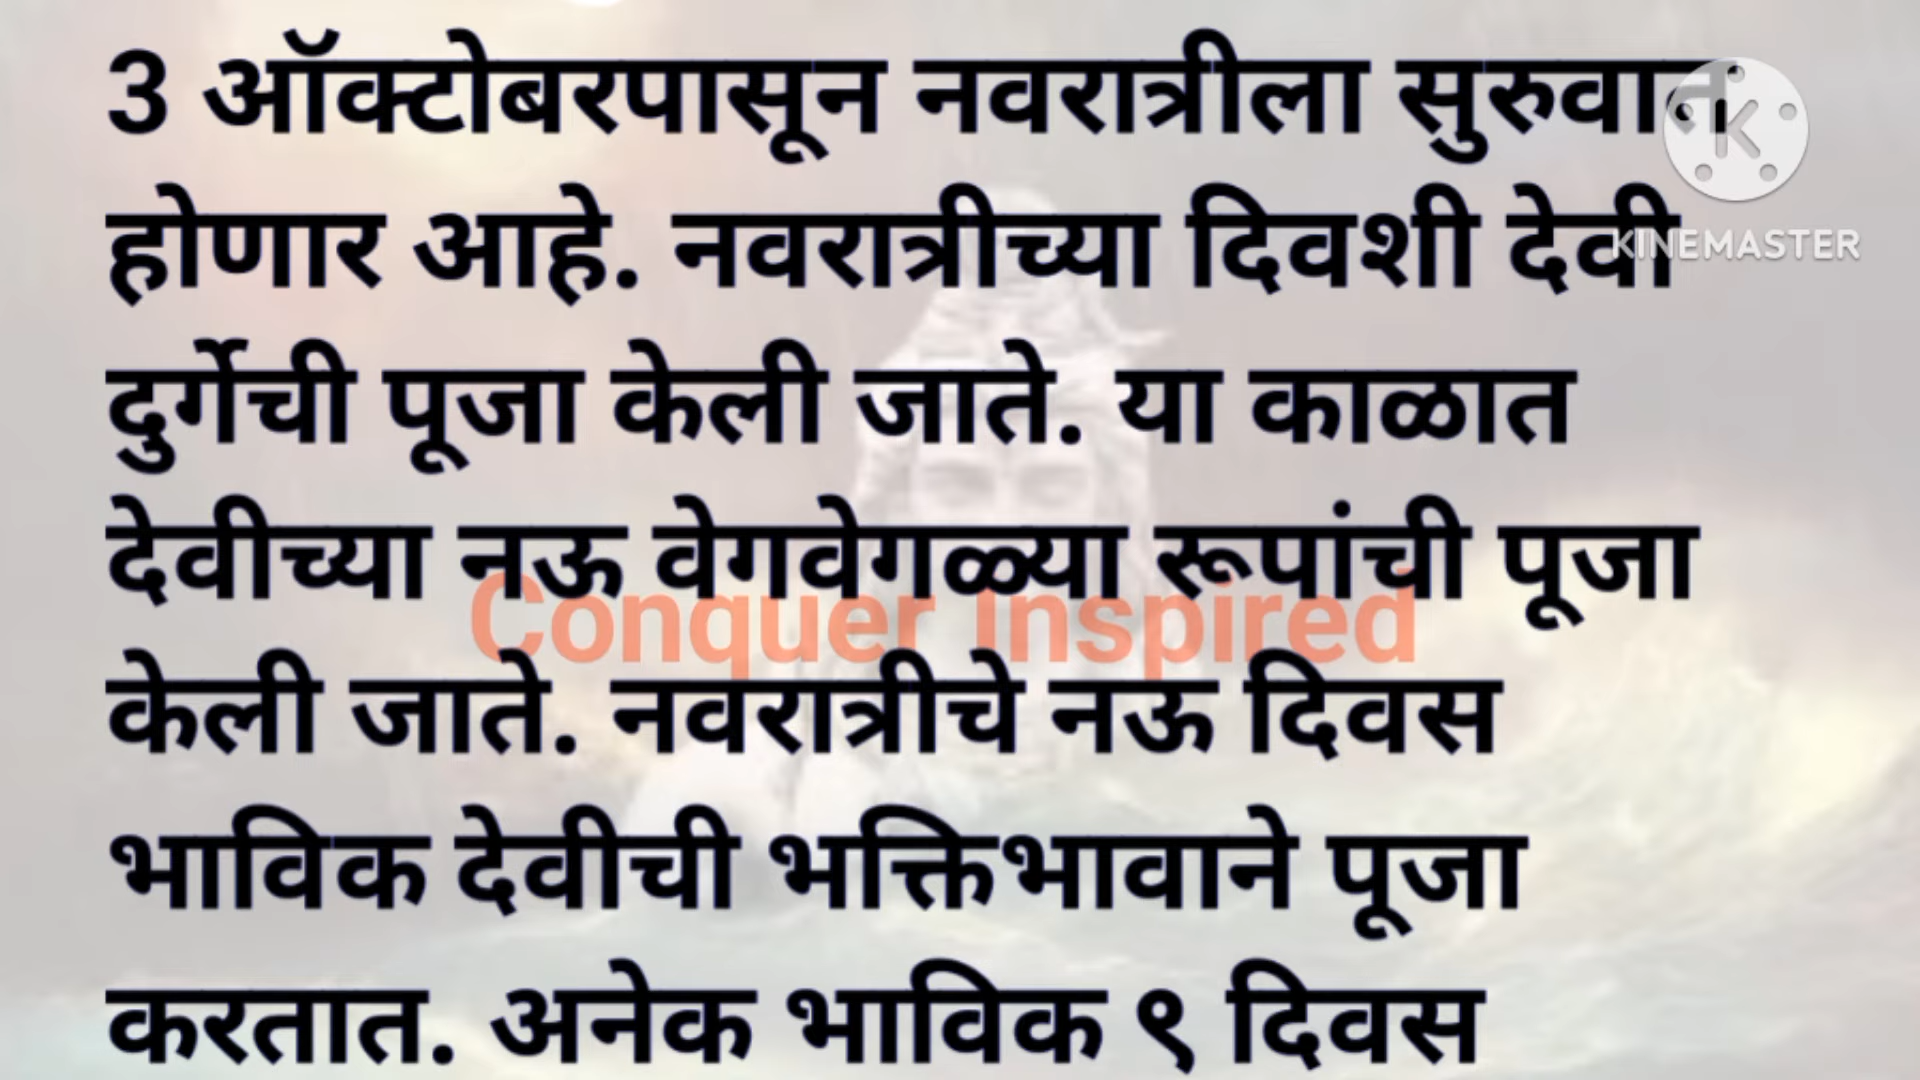 3 ऑक्टोबरपासून नवरात्रीला सुरुवात
होणार आहे. नवरात्रीच्या दिवशी देवी
KINEMASTER
दुर्गेची पूजा केली जाते. या काळात
देवीच्या नऊ वेगवेगळ्या रूपांची पूजा
Conquer Inspired
केली जाते. नवरात्रीचे नऊ दिवस
भाविक देवीची भक्तिभावाने पूजा
करतात. अनेक भाविक ९ दिवस